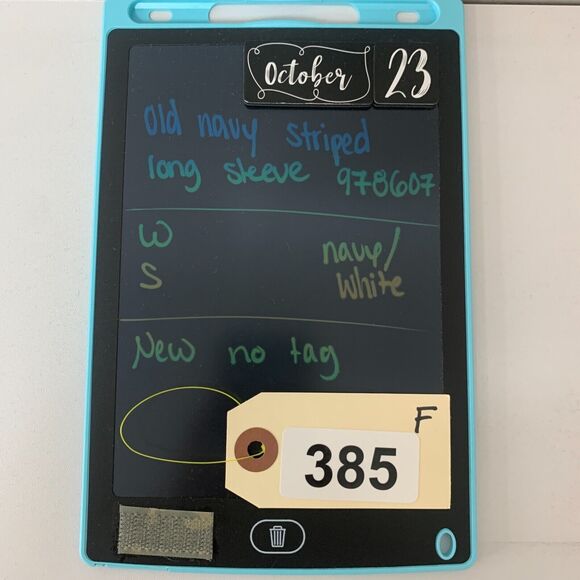 October 23
old navy striped
long sleeve 978607
W
S
navy/
white
New no tag
F
385